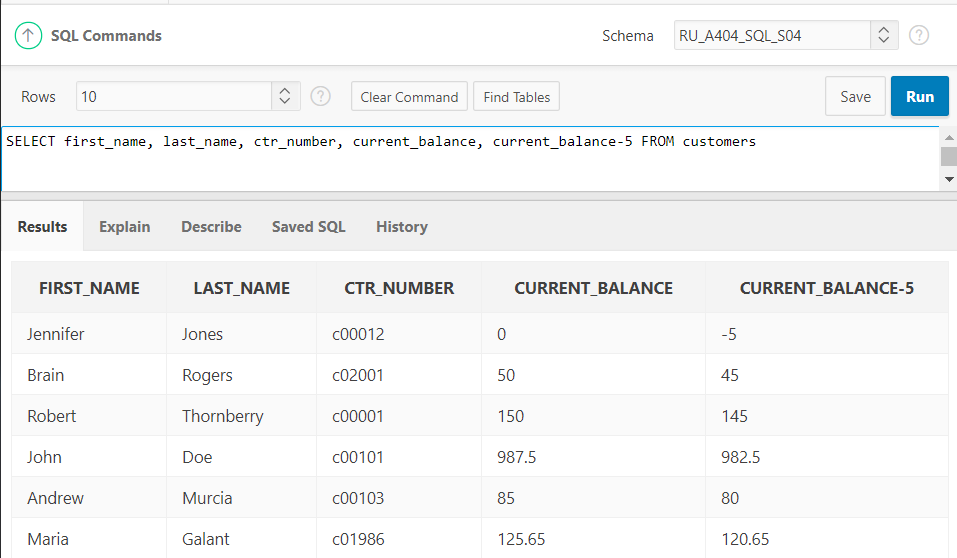 SQL Commands Schema RU_A404_SQL_S04 ?
Rows 10 ? Clear Command Find Tables Save Run
SELECT first_name, last_name, ctr_number, current_balance, current_balance-5 FROM customers
Results Explain Describe Saved SQL History
FIRST_NAME LAST_NAME CTR_NUMBER CURRENT_BALANCE CURRENT_BALANCE-5
Jennifer Jones c00012 0 -5
Brain Rogers c02001 50 45
Robert Thornberry c00001 150 145
John Doe c00101 987.5 982.5
Andrew Murcia c00103 85 80
Maria Galant c01986 125.65 120.65